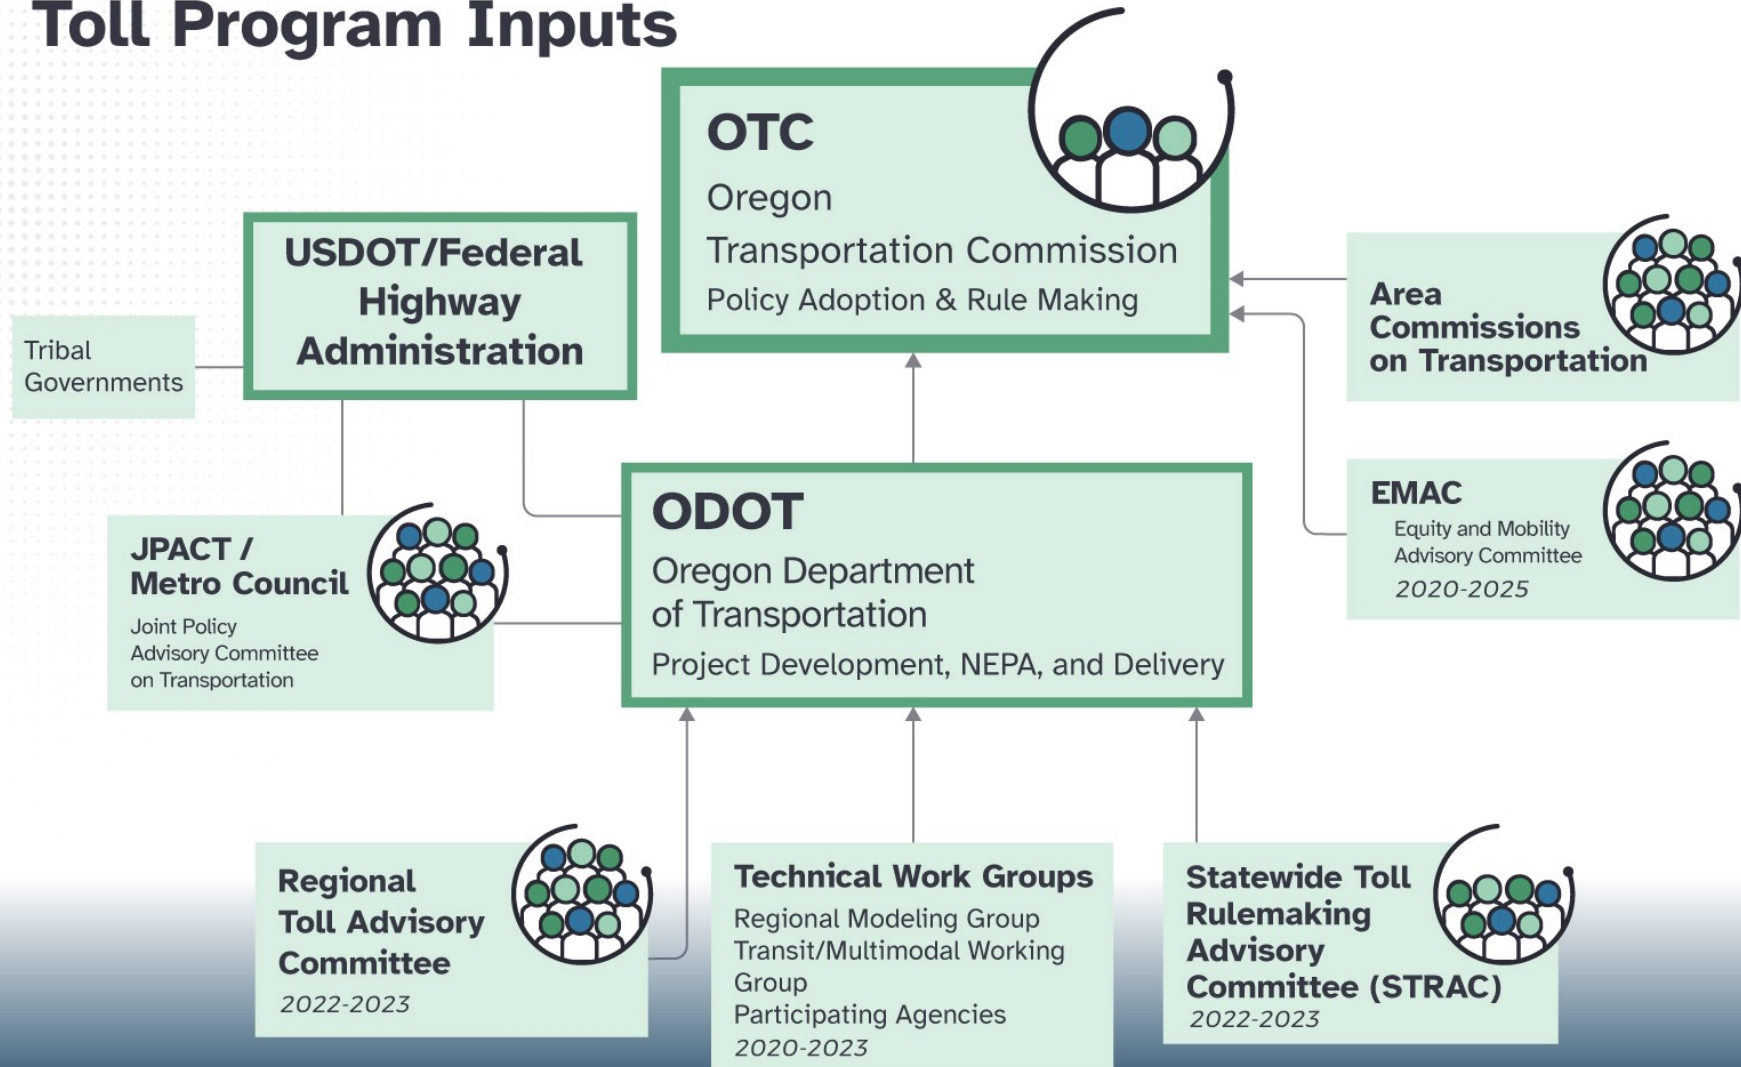 Toll Program Inputs
OTC
Oregon
Transportation Commission
Policy Adoption & Rule Making
USDOT/Federal
Highway
Administration
Tribal
Governments
Area
Commissions
on Transportation
EMAC
Equity and Mobility
Advisory Committee
2020-2025
ODOT
Oregon Department
of Transportation
Project Development, NEPA, and Delivery
JPACT /
Metro Council
Joint Policy
Advisory Committee
on Transportation
Regional
Toll Advisory
Committee
2022-2023
Technical Work Groups
Regional Modeling Group
Transit/Multimodal Working
Group
Participating Agencies
2020-2023
Statewide Toll
Rulemaking
Advisory
Committee (STRAC)
2022-2023